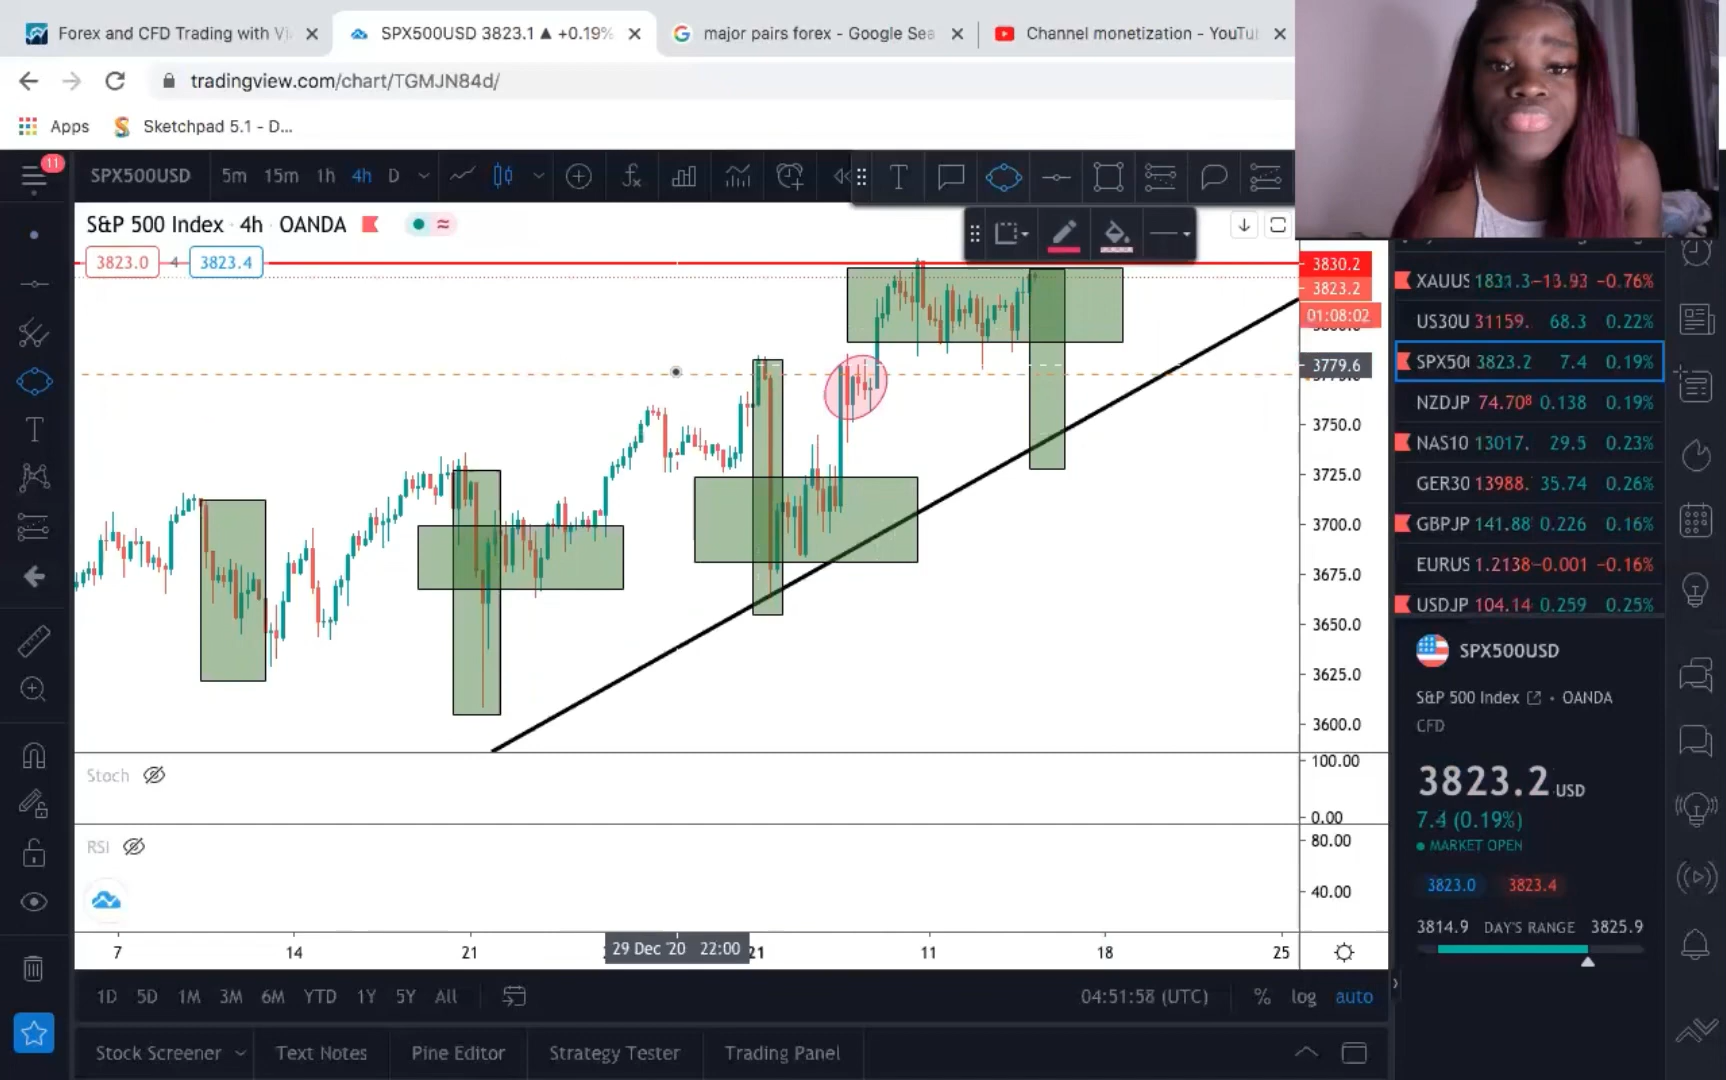 Forex and CFD Trading with Vi
SPX500USD 3823.1 ▲ +0.19%
major pairs forex - Google Sea
Channel monetization - YouTu
tradingview.com/chart/TGMJN84d/
Apps
Sketchpad 5.1 - D...
11
SPX500USD
5m
15m
1h
4h
D
S&P 500 Index · 4h · OANDA
3823.0
4
3823.4
3830.2
3823.2
01:08:02
3779.6
3750.0
3725.0
3700.0
3675.0
3650.0
3625.0
3600.0
Stoch
100.00
0.00
RSI
80.00
40.00
7
14
21
29 Dec '20 22:00
21
11
18
25
1D
5D
1M
3M
6M
YTD
1Y
5Y
All
04:51:58 (UTC)
%
log
auto
Stock Screener
Text Notes
Pine Editor
Strategy Tester
Trading Panel
XAUUS 1831.3 −13.93 −0.76%
US30U 31159. 68.3 0.22%
SPX50 3823.2 7.4 0.19%
NZDJP 74.708 0.138 0.19%
NAS10 13017. 29.5 0.23%
GER30 13988. 35.74 0.26%
GBPJP 141.88 0.226 0.16%
EURUS 1.2138 −0.001 −0.16%
USDJP 104.14 0.259 0.25%
SPX500USD
S&P 500 Index · OANDA
CFD
3823.2 USD
7.4 (0.19%)
MARKET OPEN
3823.0
3823.4
3814.9 DAY'S RANGE 3825.9